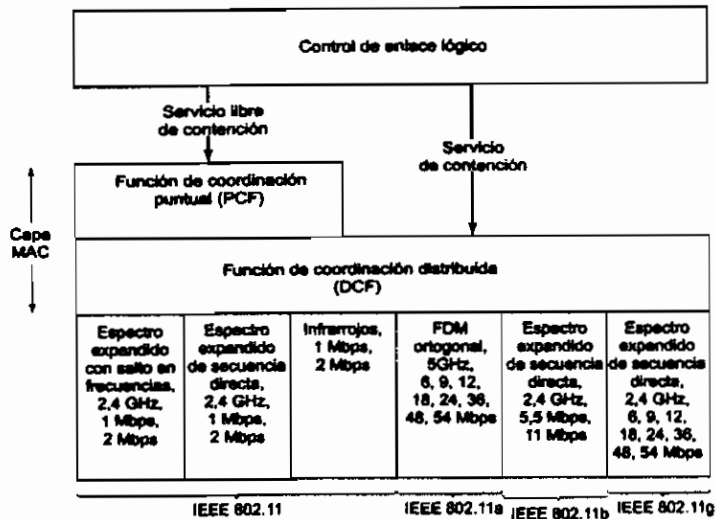 Control de enlace lógico
Servicio libre
de contención
Servicio
de contención
Capa
MAC
Función de coordinación
puntual (PCF)
Función de coordinación distribuida
(DCF)
Espectro
expandido
con salto en
frecuencias,
2,4 GHz,
1 Mbps,
2 Mbps
Espectro
expandido
de secuencia
directa,
2,4 GHz,
1 Mbps,
2 Mbps
Infrarrojos,
1 Mbps,
2 Mbps
FDM
ortogonal,
5GHz,
6, 9, 12,
18, 24, 36,
48, 54 Mbps
Espectro
expandido
de secuencia
directa,
2,4 GHz,
5,5 Mbps,
11 Mbps
Espectro
expandido
de secuencia
directa,
2,4 GHz,
6, 9, 12,
18, 24, 36,
48, 54 Mbps
IEEE 802.11
IEEE 802.11a
IEEE 802.11b
IEEE 802.11g